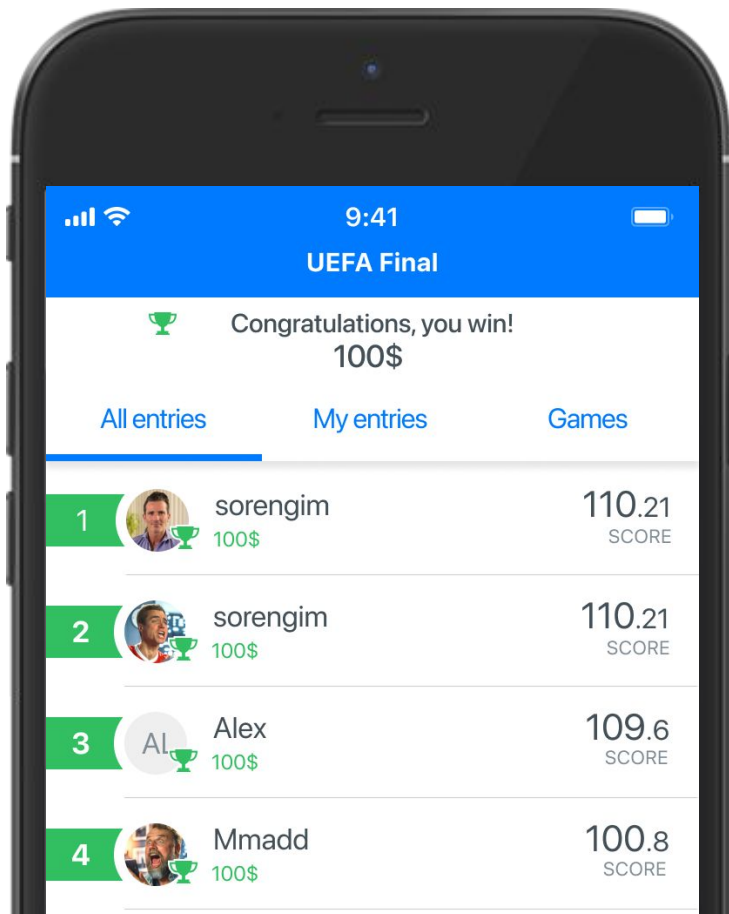 9:41
UEFA Final
Congratulations, you win!
100$
All entries My entries Games
1 sorengim 110.21
100$ SCORE
2 sorengim 110.21
100$ SCORE
3 AL Alex 109.6
100$ SCORE
4 Mmadd 100.8
100$ SCORE